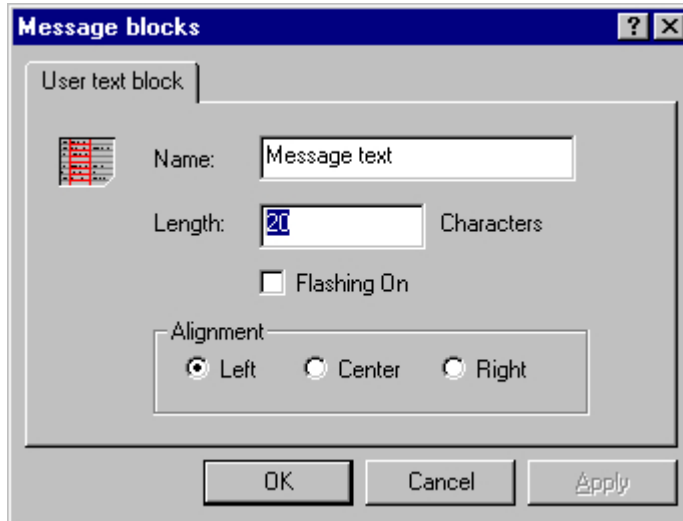 Message blocks
User text block
Name: Message text
Length: 20 Characters
Flashing On
Alignment
Left Center Right
OK Cancel Apply